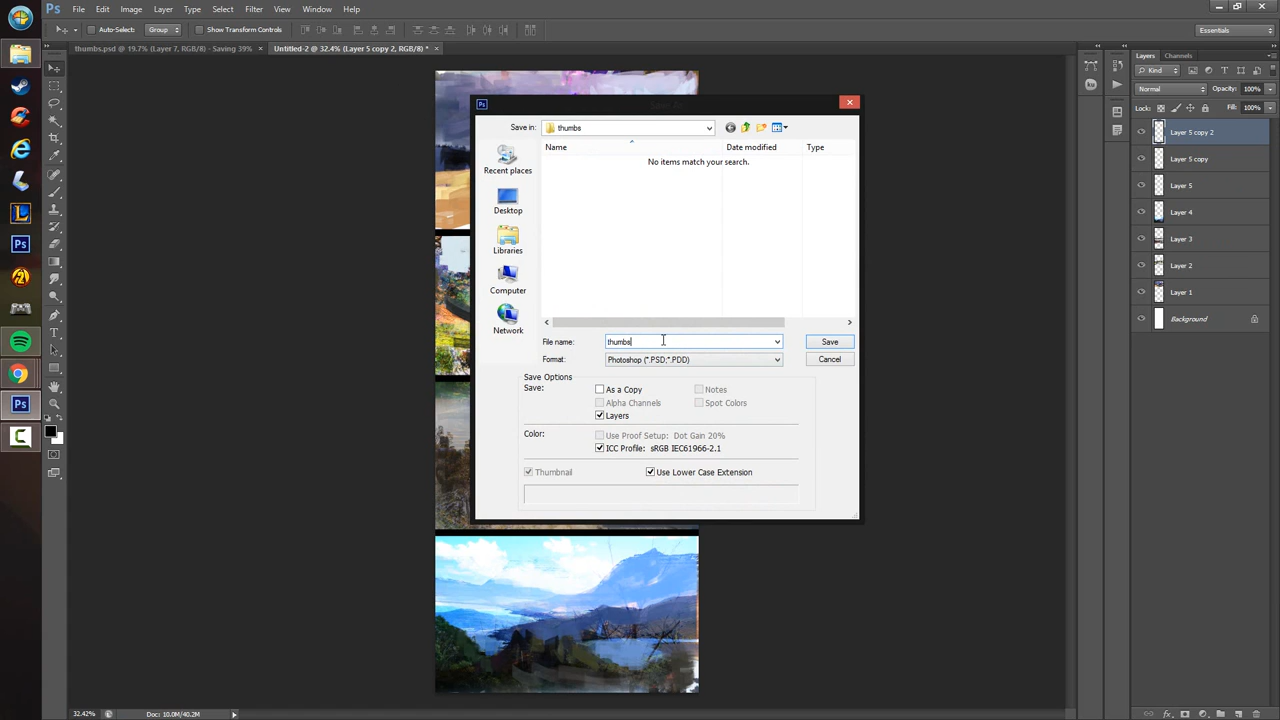 Ps File Edit Image Layer Type Select Filter View Window Help
Auto-Select: Group Show Transform Controls Essentials
thumbs.psd @ 19.7% (Layer 7, RGB/8) - Saving 39% × Untitled-2 @ 32.4% (Layer 5 copy 2, RGB/8) * ×
Layers Channels
Kind
Normal Opacity: 100%
Lock: Fill: 100%
Layer 5 copy 2
Layer 5 copy
Layer 5
Layer 4
Layer 3
Layer 2
Layer 1
Background
Ps Save As
Save in: thumbs
Name Date modified Type
No items match your search.
Recent places
Desktop
Libraries
Computer
Network
File name: thumbs Save
Format: Photoshop (*.PSD;*.PDD) Cancel
Save Options
Save: As a Copy Notes
Alpha Channels Spot Colors
Layers
Color: Use Proof Setup: Dot Gain 20%
ICC Profile: sRGB IEC61966-2.1
Thumbnail Use Lower Case Extension
32.42% Doc: 10.0M/40.2M